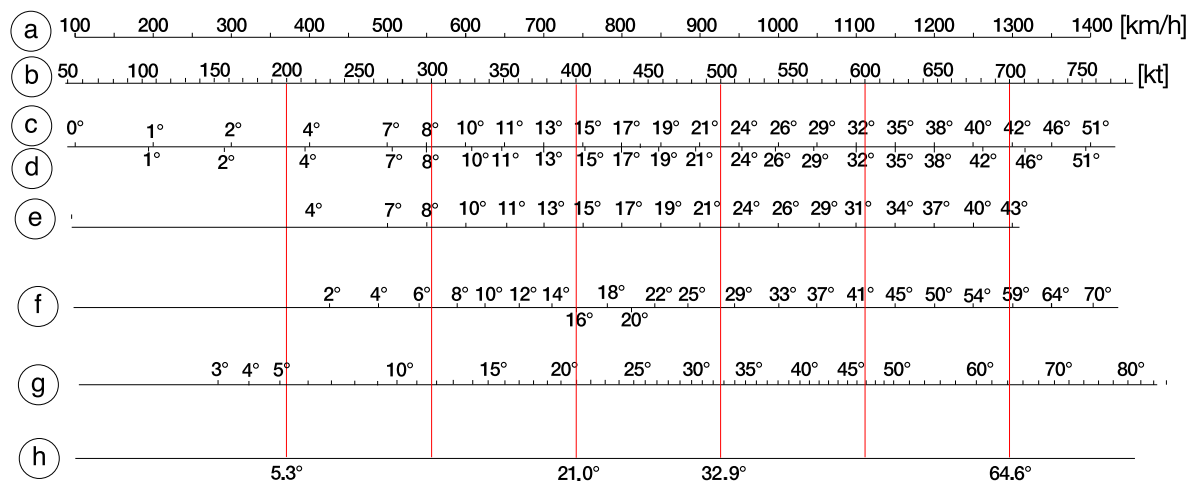 a 100 200 300 400 500 600 700 800 900 1000 1100 1200 1300 1400 [km/h]
b 50 100 150 200 250 300 350 400 450 500 550 600 650 700 750 [kt]
c 0° 1° 2° 4° 7° 8° 10° 11° 13° 15° 17° 19° 21° 24° 26° 29° 32° 35° 38° 40° 42° 46° 51°
d 1° 2° 4° 7° 8° 10° 11° 13° 15° 17° 19° 21° 24° 26° 29° 32° 35° 38° 42° 46° 51°
e 4° 7° 8° 10° 11° 13° 15° 17° 19° 21° 24° 26° 29° 31° 34° 37° 40° 43°
f 2° 4° 6° 8° 10° 12° 14° 18° 22° 25° 29° 33° 37° 41° 45° 50° 54° 59° 64° 70°
16° 20°
g 3° 4° 5° 10° 15° 20° 25° 30° 35° 40° 45° 50° 60° 70° 80°
h
5.3° 21.0° 32.9° 64.6°